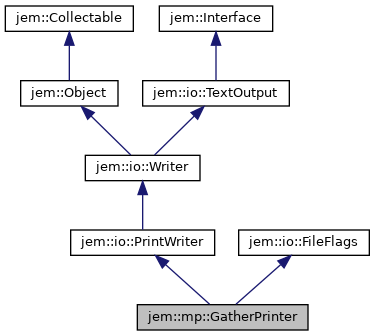 jem::Collectable
jem::Interface
jem::Object
jem::io::TextOutput
jem::io::Writer
jem::io::PrintWriter
jem::io::FileFlags
jem::mp::GatherPrinter